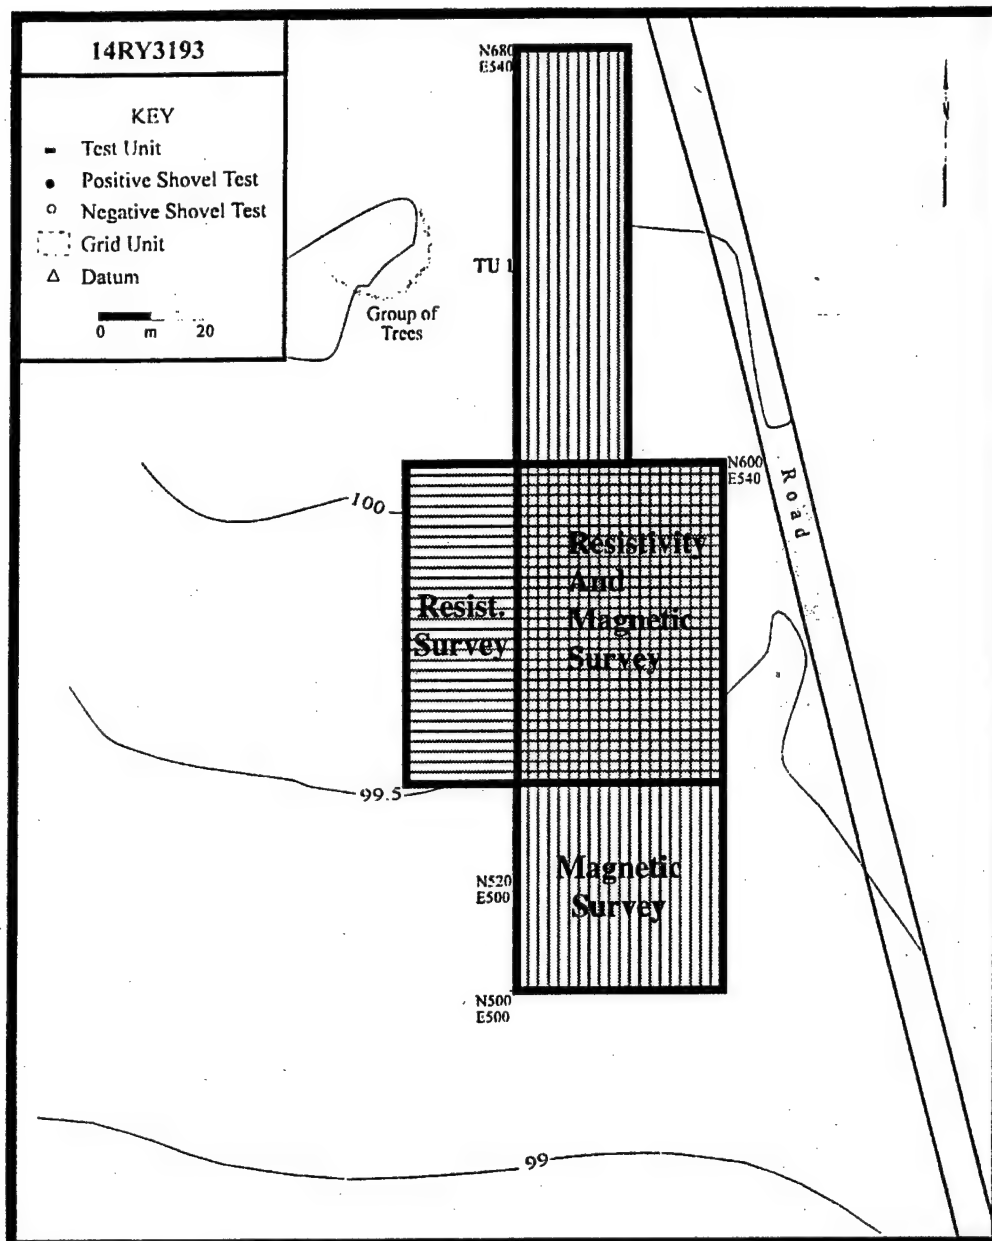 14RY3193
KEY
Test Unit
Positive Shovel Test
Negative Shovel Test
Grid Unit
Datum
0 m 20
N680
E540
TU 1
Group of
Trees
N600
E540
Road
100
Resistivity
And
Magnetic
Survey
Resist.
Survey
99.5
Magnetic
Survey
N520
E500
N500
E500
99